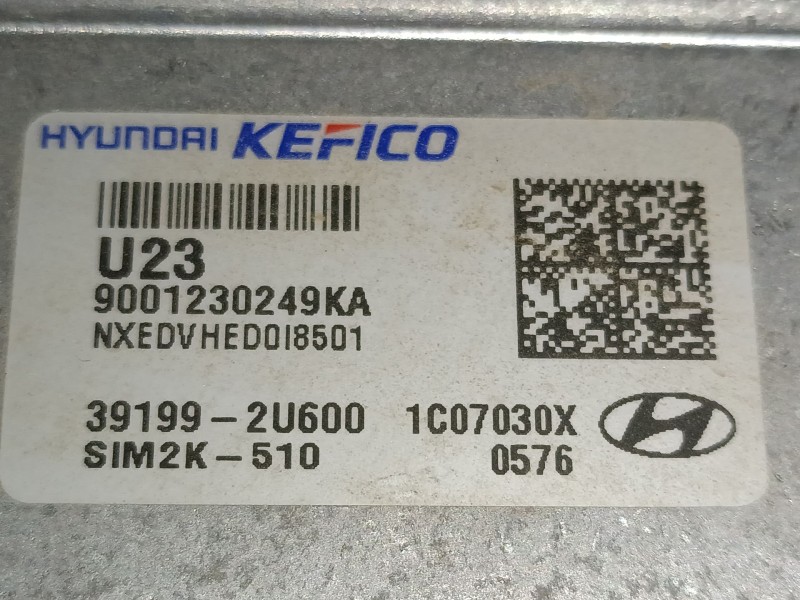 HYUNDAI KEFICO
U23
9001230249KA
NXEDVHED0I8501
39199-2U600 1C07030X
SIM2K-510 0576